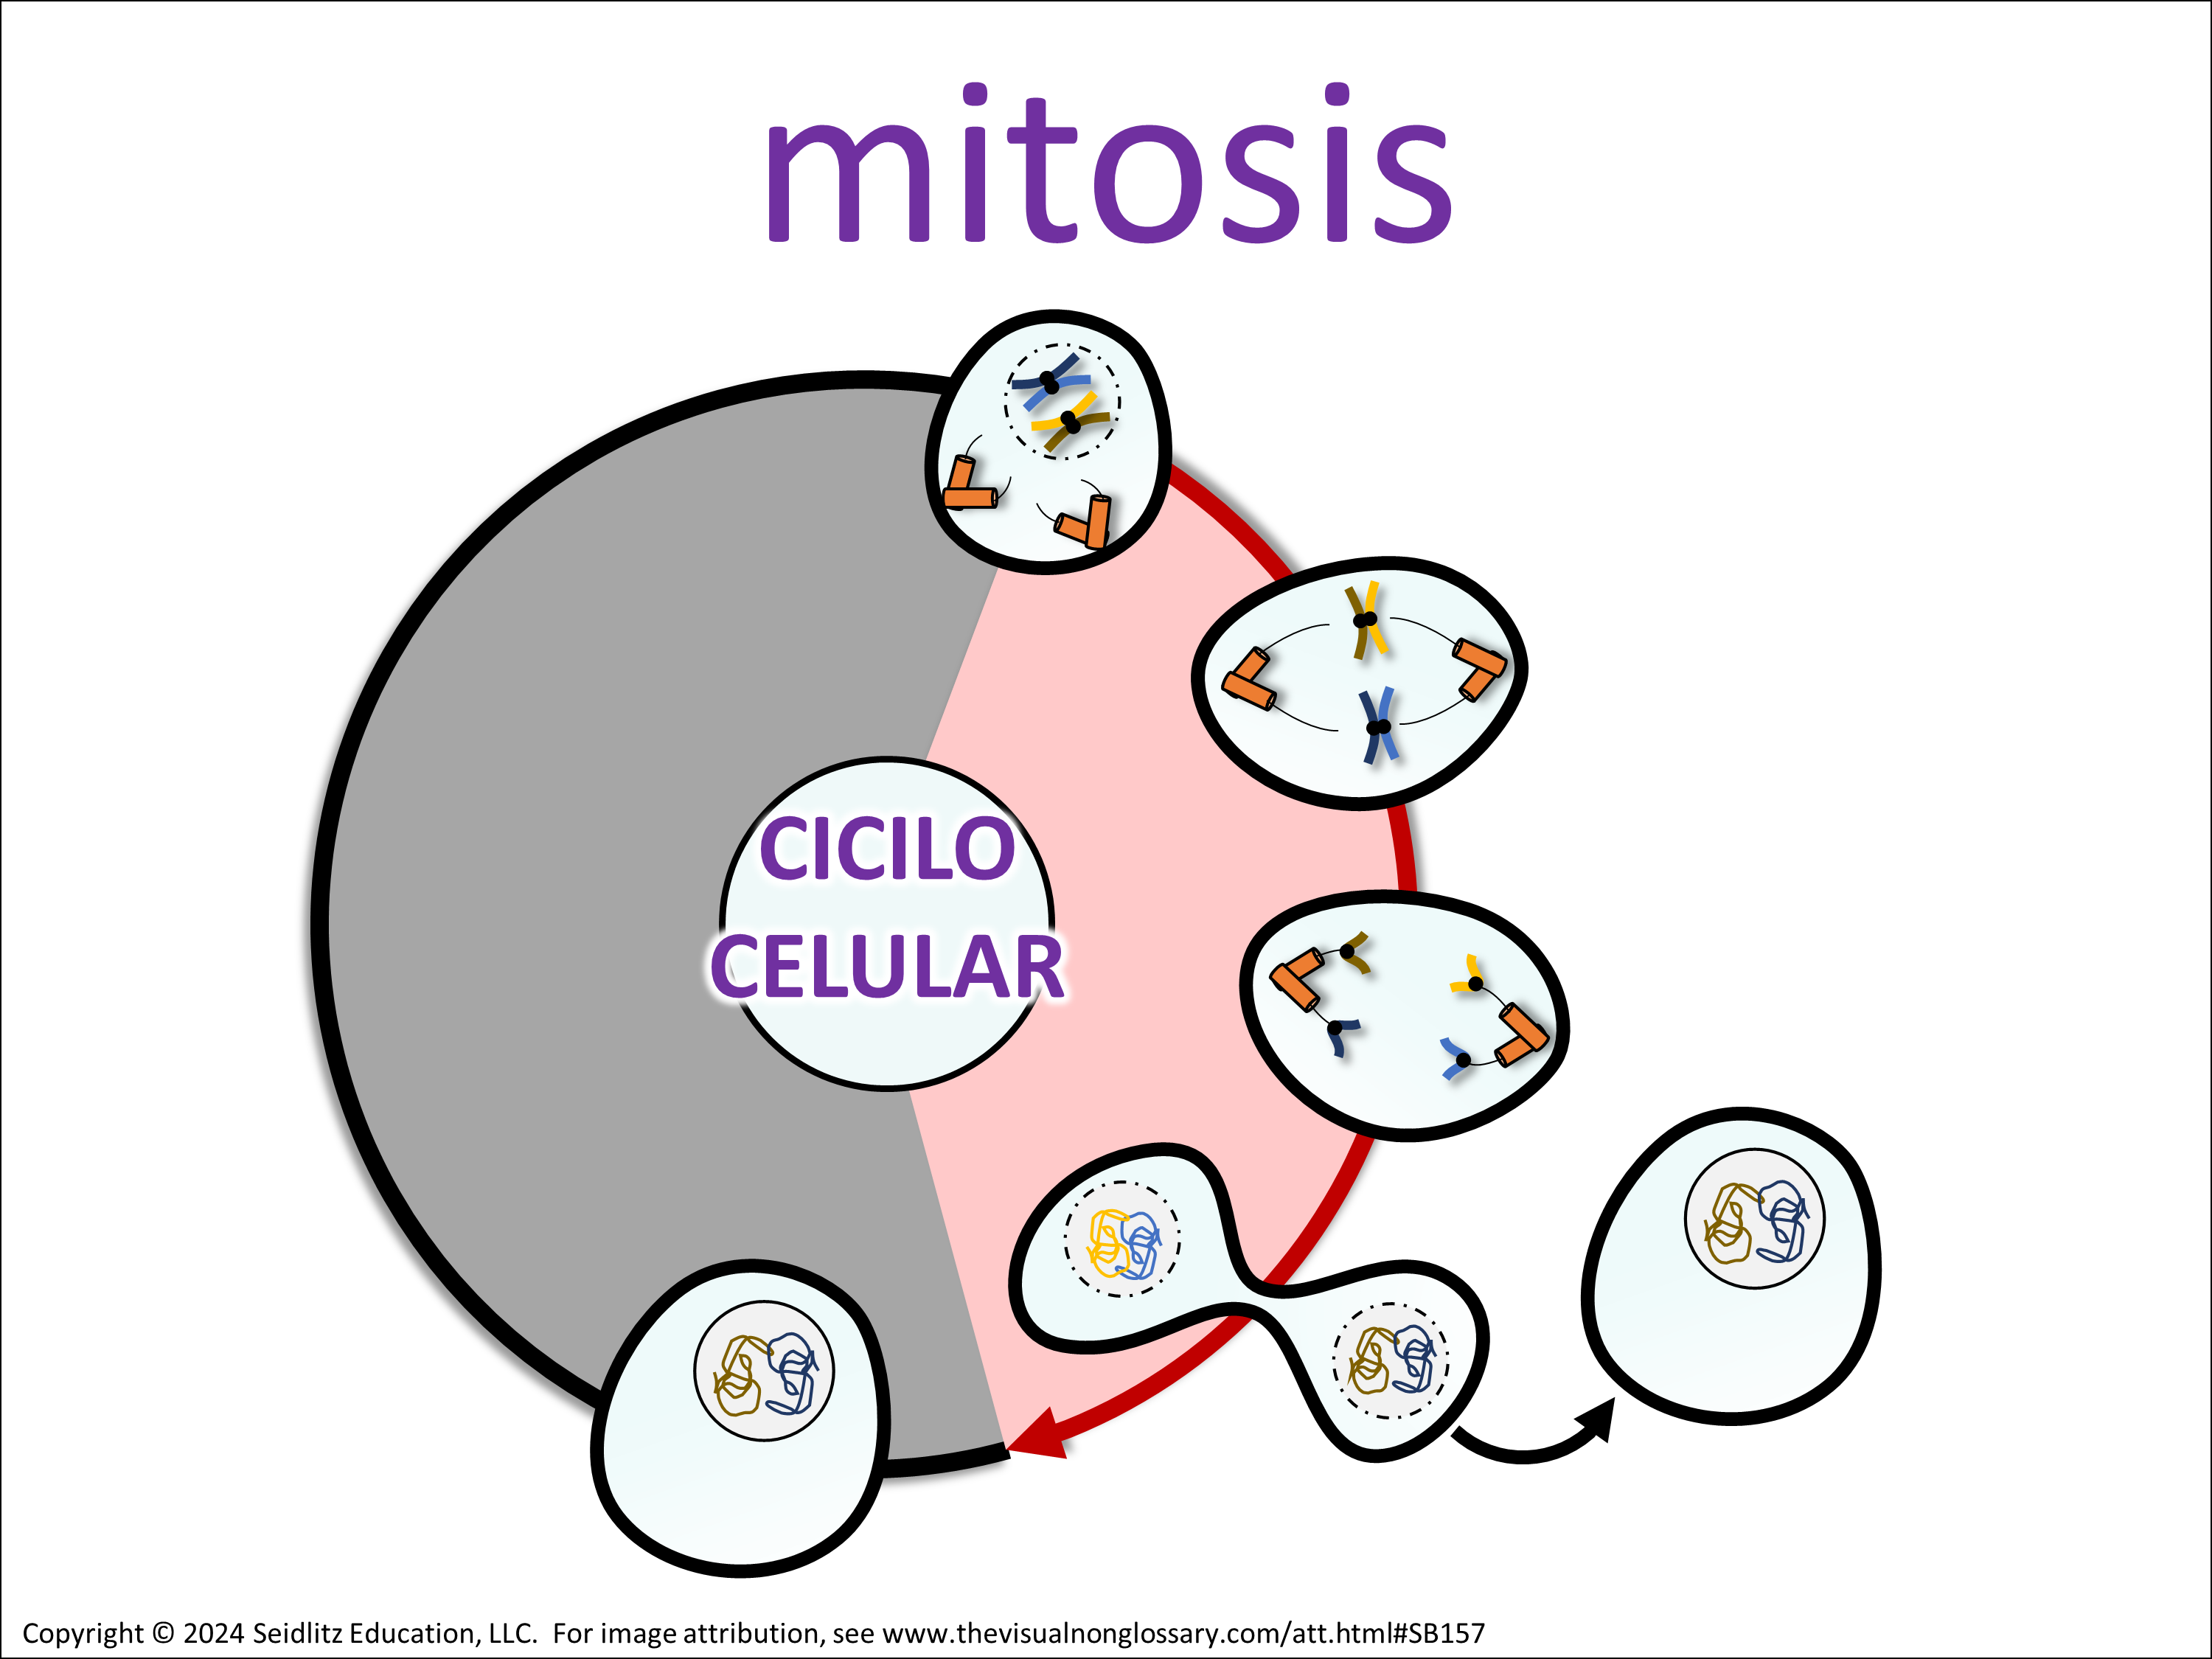 mitosis
CICILO
CELULAR
Copyright © 2024 Seidlitz Education, LLC.  For image attribution, see www.thevisualnonglossary.com/att.html#SB157